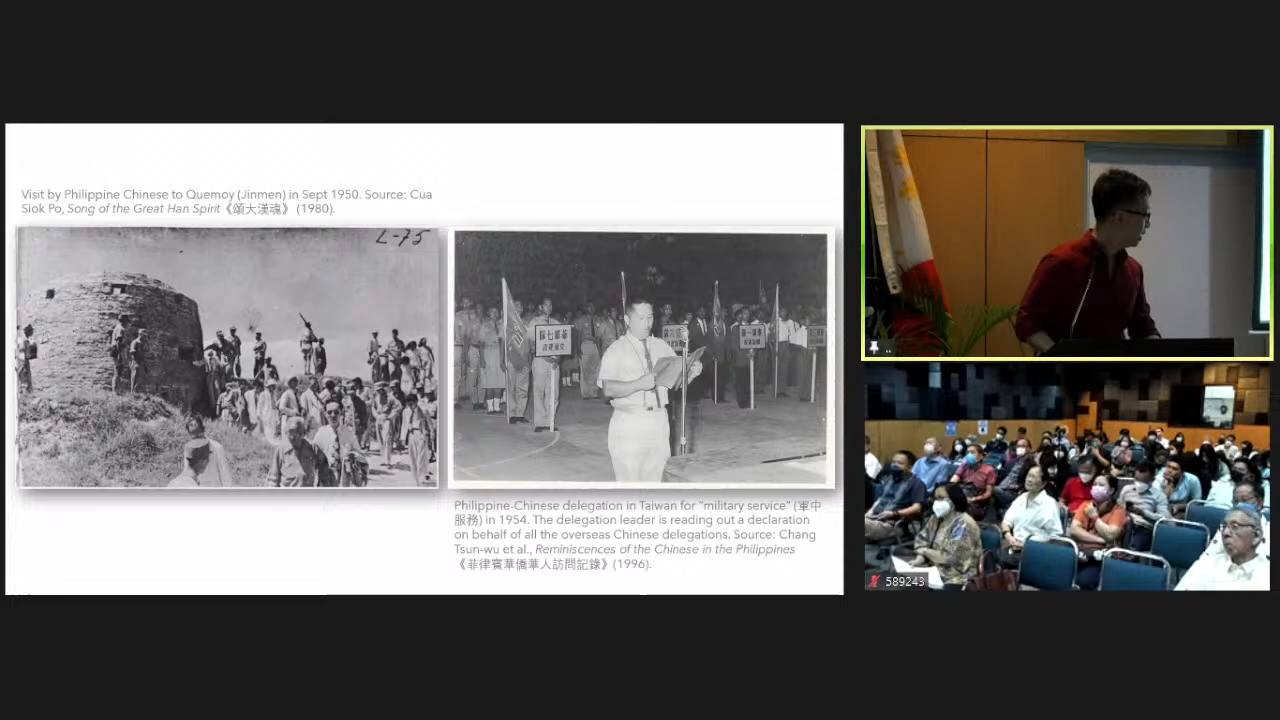 Visit by Philippine Chinese to Quemoy (Jinmen) in Sept 1950. Source: Cua
Siok Po, Song of the Great Han Spirit《頌大漢魂》 (1980).
L-75
Philippine-Chinese delegation in Taiwan for “military service” (軍中
服務) in 1954. The delegation leader is reading out a declaration
on behalf of all the overseas Chinese delegations. Source: Chang
Tsun-wu et al., Reminiscences of the Chinese in the Philippines
《菲律賓華僑華人訪問記錄》(1996).
..
589243